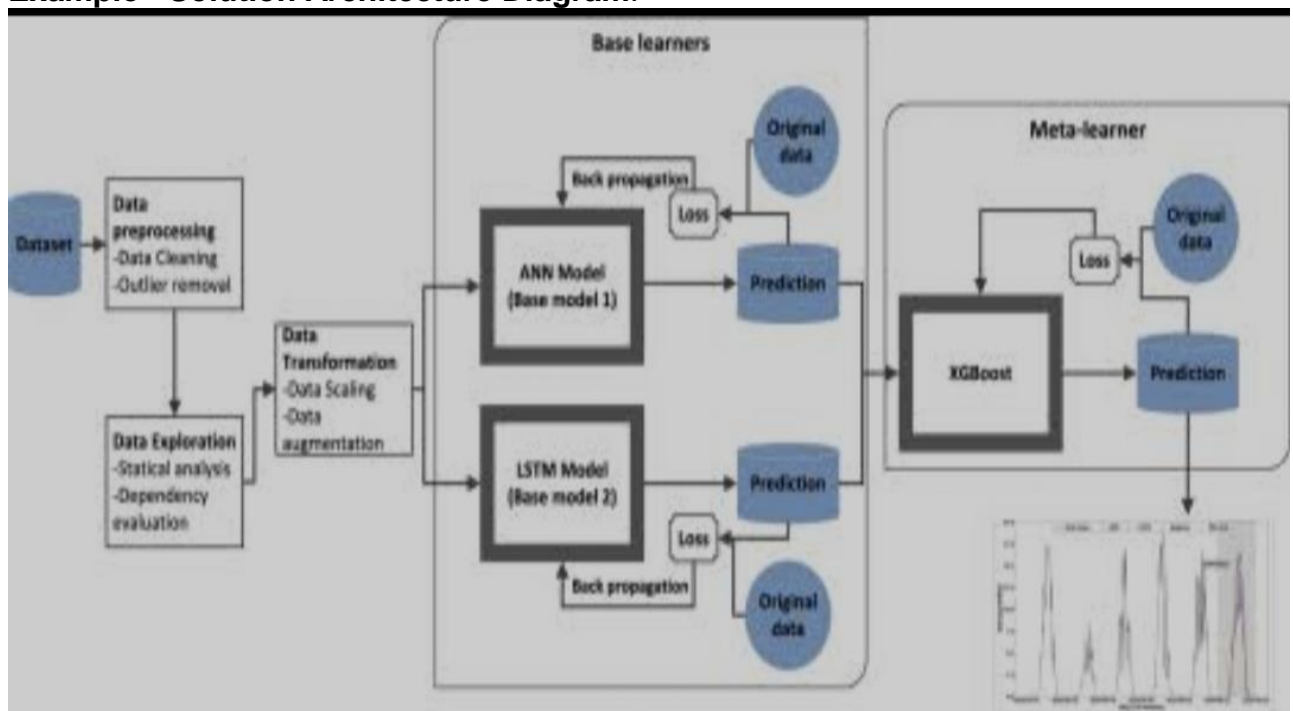 Example - Solution Architecture Diagram:
Base learners
Original
data
Back propagation
Loss
Dataset
Data
preprocessing
-Data Cleaning
-Outlier removal
ANN Model
(Base model 1)
Prediction
Data
Transformation
-Data Scaling
-Data
augmentation
Data Exploration
-Statical analysis
-Dependency
evaluation
LSTM Model
(Base model 2)
Prediction
Loss
Back propagation
Original
data
Meta-learner
Original
data
Loss
XGBoost
Prediction